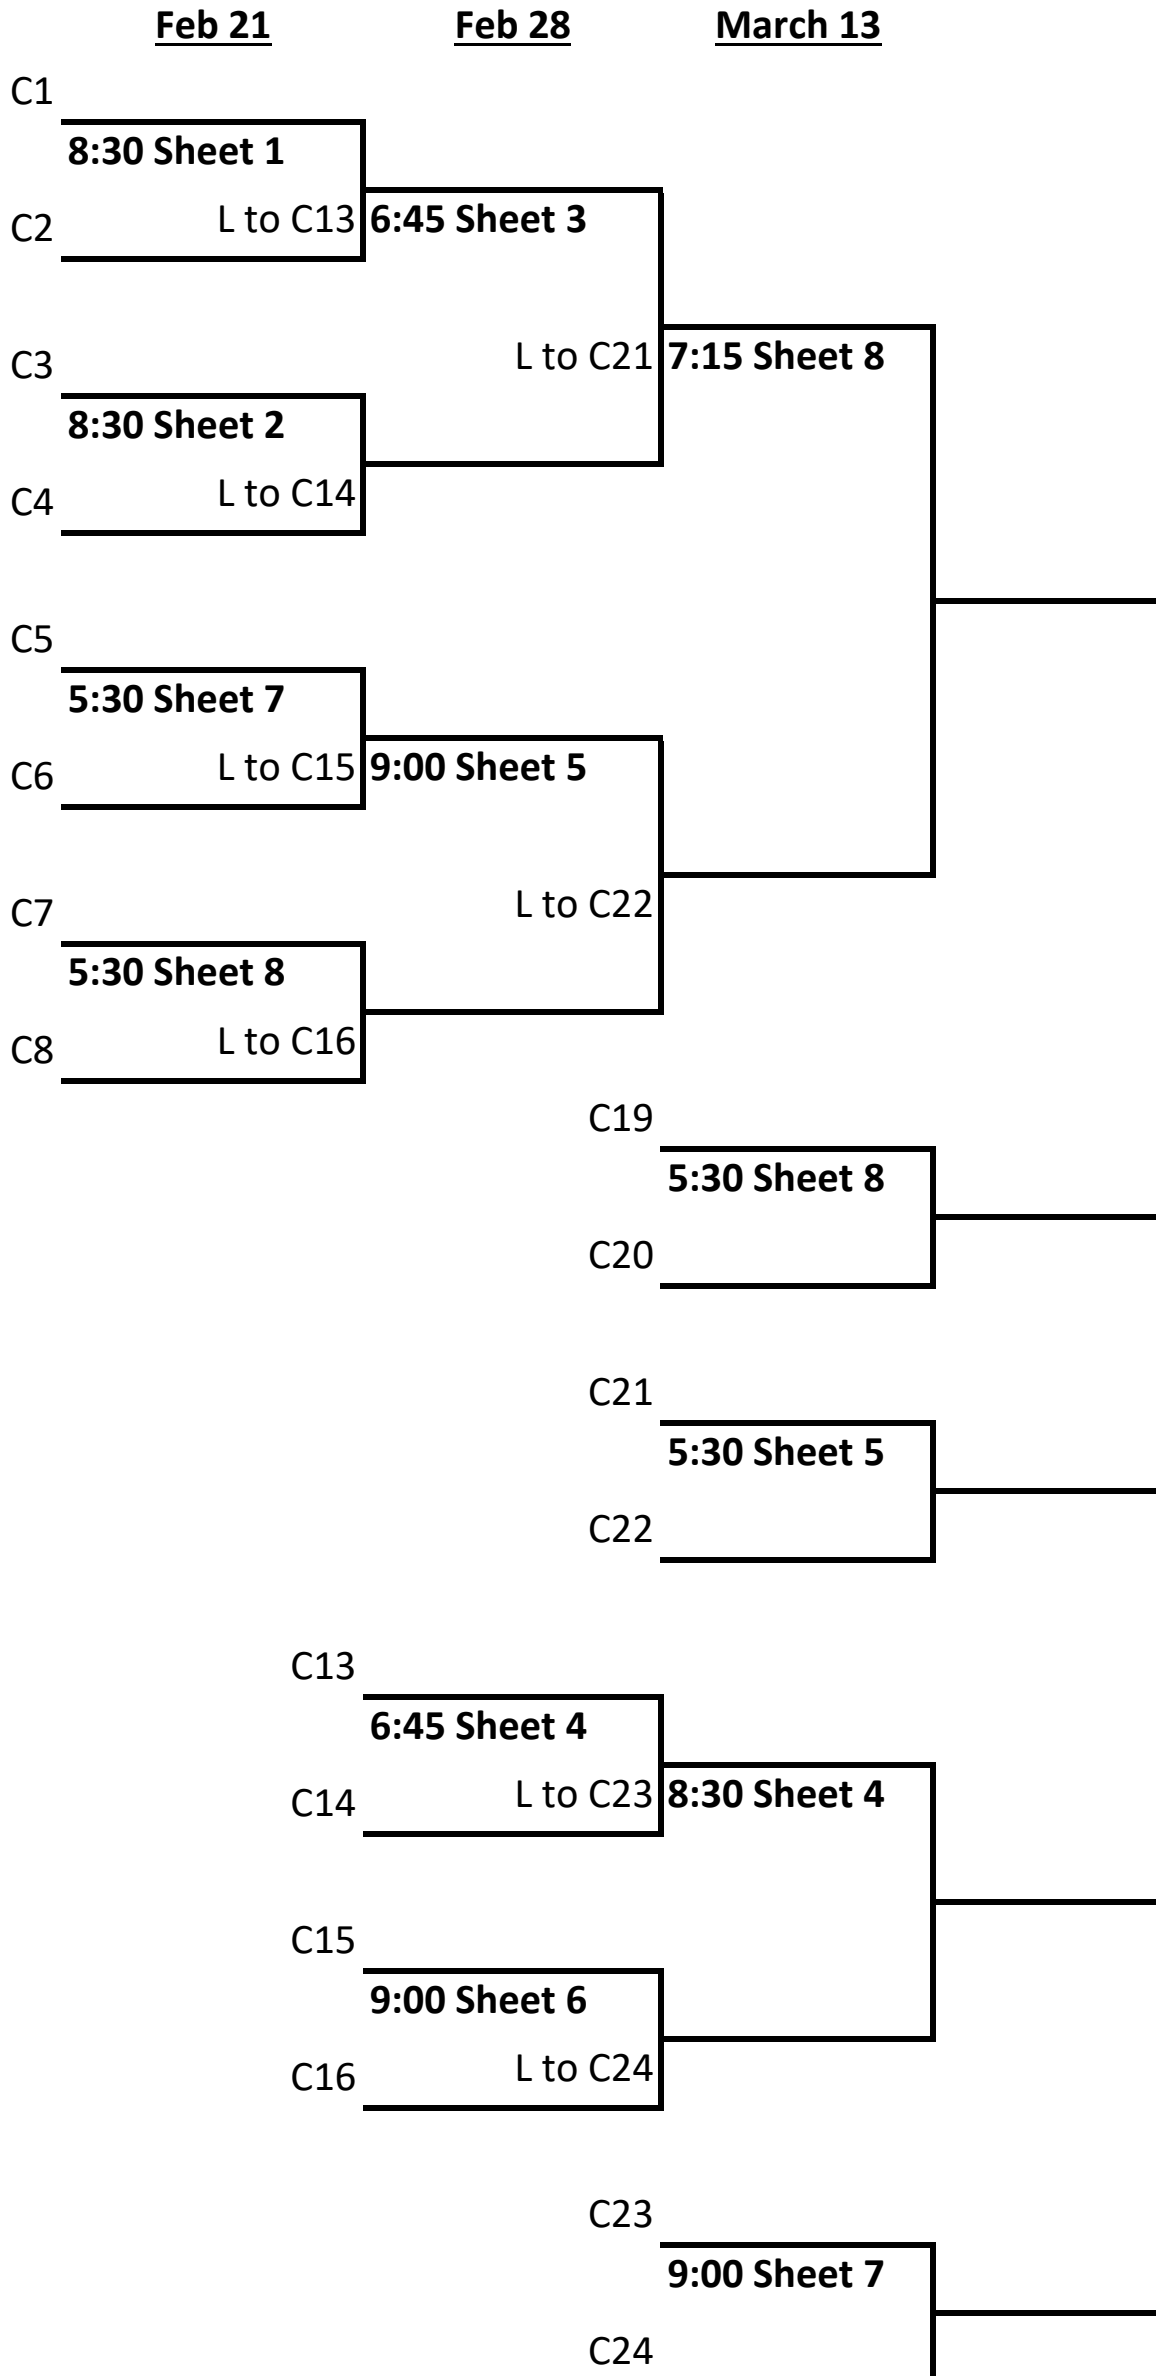 Feb 21 Feb 28 March 13
C1
8:30 Sheet 1
C2 L to C13 6:45 Sheet 3
C3 L to C21 7:15 Sheet 8
8:30 Sheet 2
C4 L to C14
C5
5:30 Sheet 7
C6 L to C15 9:00 Sheet 5
C7 L to C22
5:30 Sheet 8
C8 L to C16
C19
5:30 Sheet 8
C20
C21
5:30 Sheet 5
C22
C13
6:45 Sheet 4
C14 L to C23 8:30 Sheet 4
C15
9:00 Sheet 6
C16 L to C24
C23
9:00 Sheet 7
C24